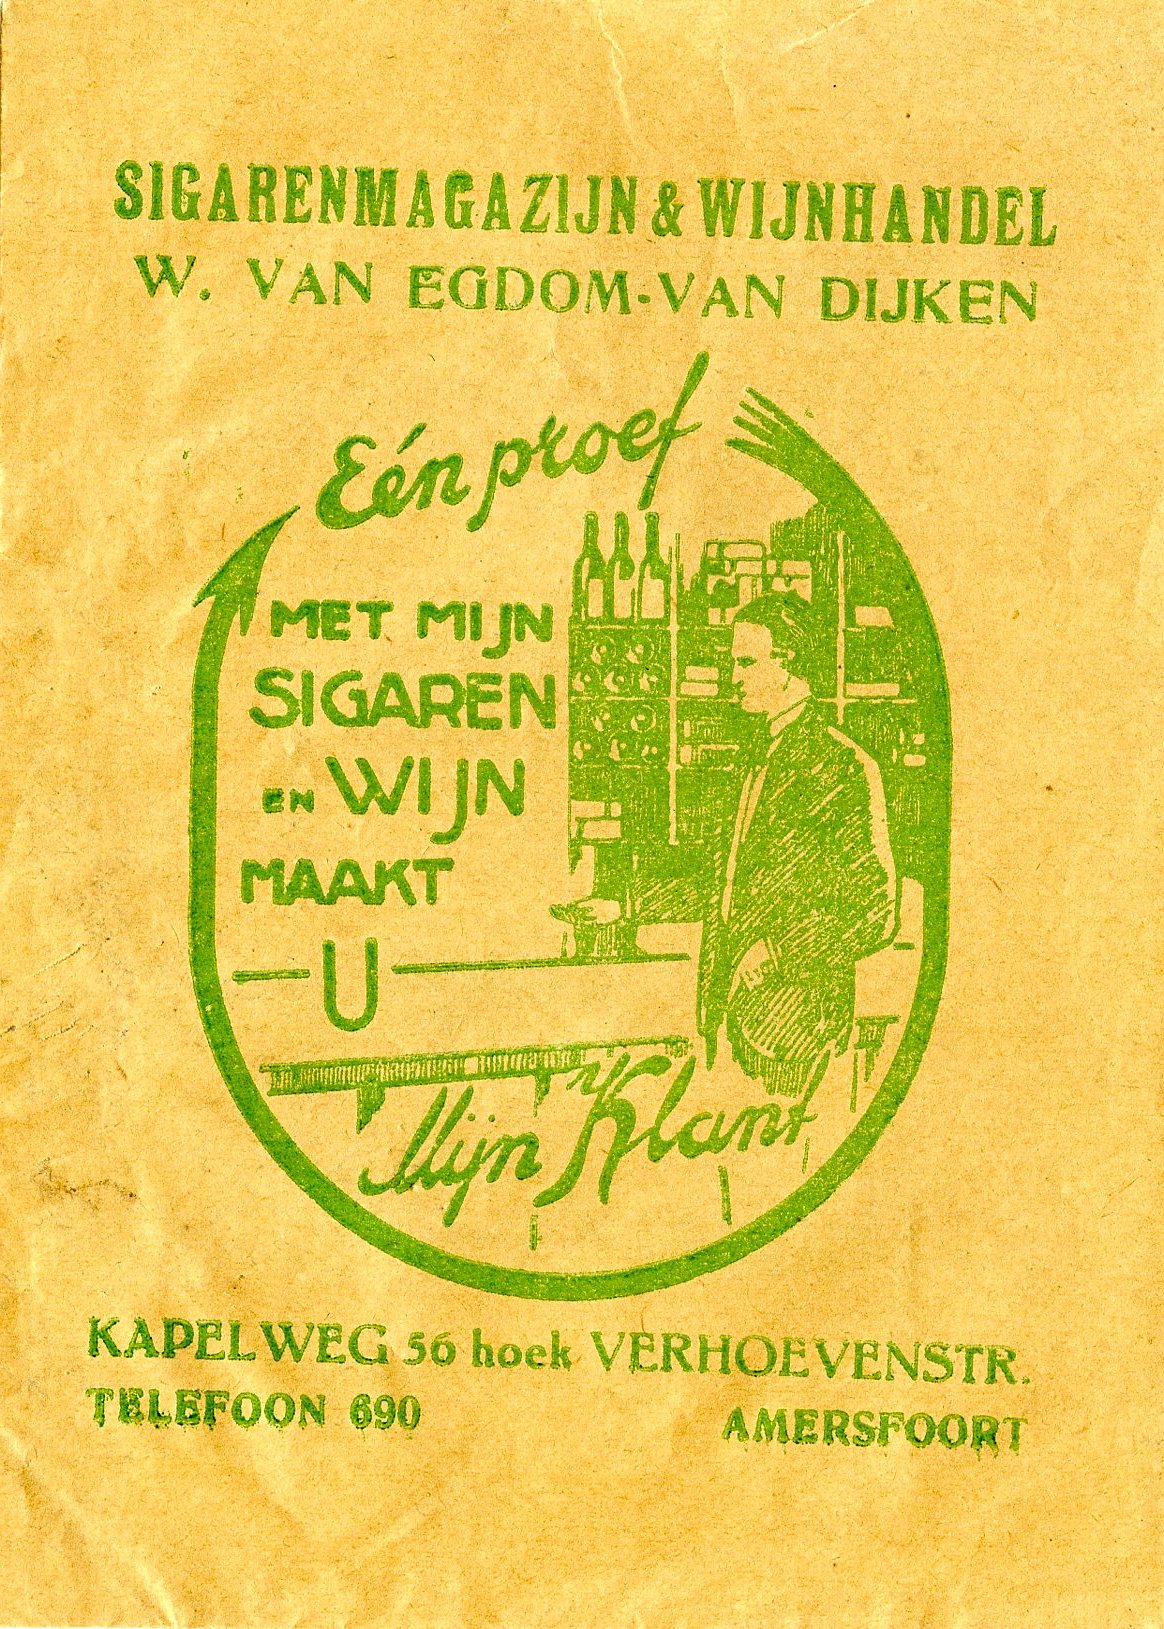 SIGARENMAGAZIJN & WIJNHANDEL
W. VAN EGDOM-VAN DIJKEN
Eén proef
MET MIJN
SIGAREN
EN WIJN
MAAKT
U
Mijn Klant
KAPELWEG 56 hoek VERHOEVENSTR.
TELEFOON 690
AMERSFOORT